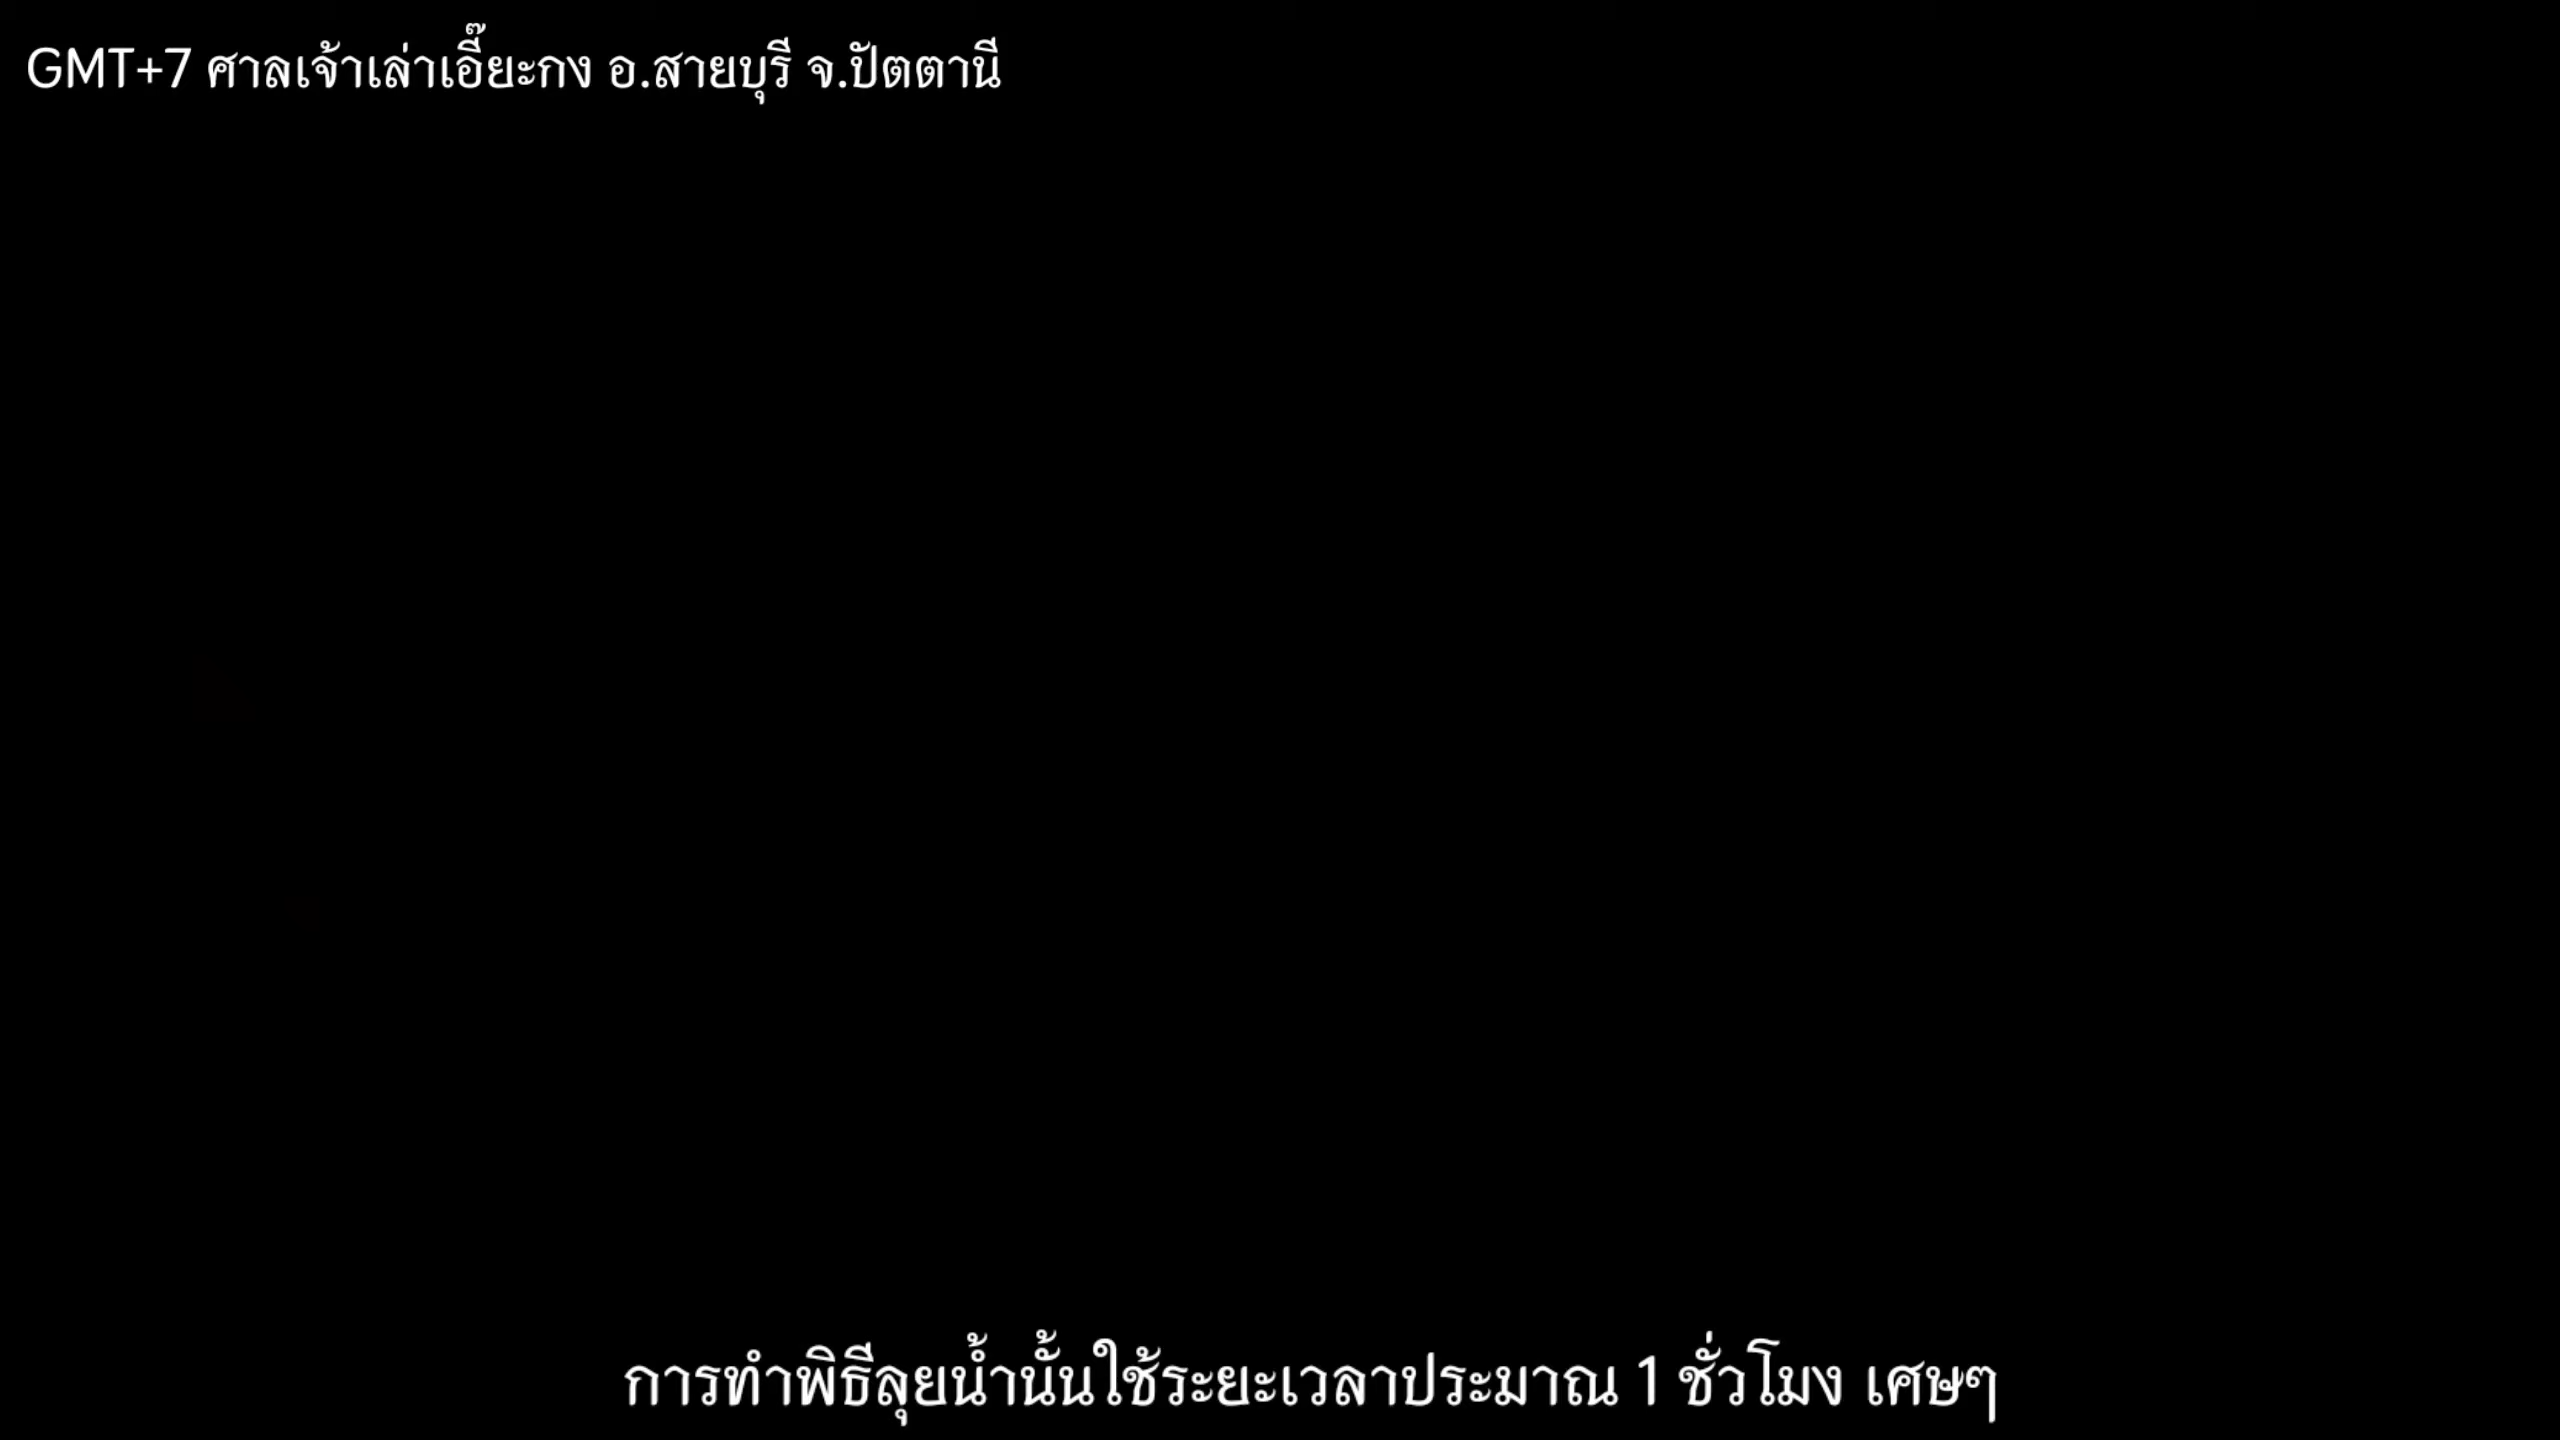 GMT+7 ศาลเจ้าเล่าเอี๊ยะกง อ.สายบุรี จ.ปัตตานี
การทำพิธีลุยน้ำนั้นใช้ระยะเวลาประมาณ 1 ชั่วโมง เศษๆ